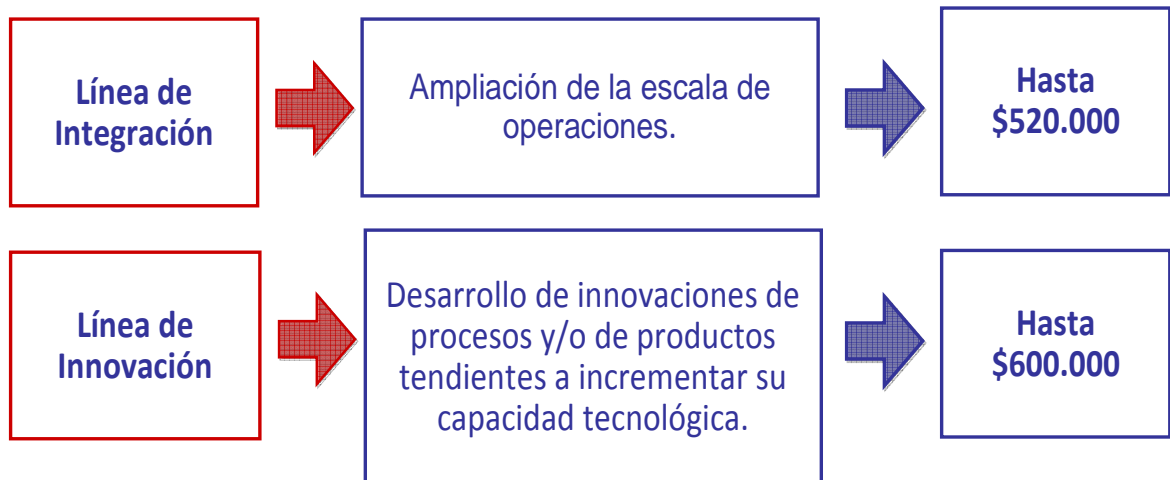 Línea de
Integración
Ampliación de la escala de
operaciones.
Hasta
$520.000
Línea de
Innovación
Desarrollo de innovaciones de
procesos y/o de productos
tendientes a incrementar su
capacidad tecnológica.
Hasta
$600.000